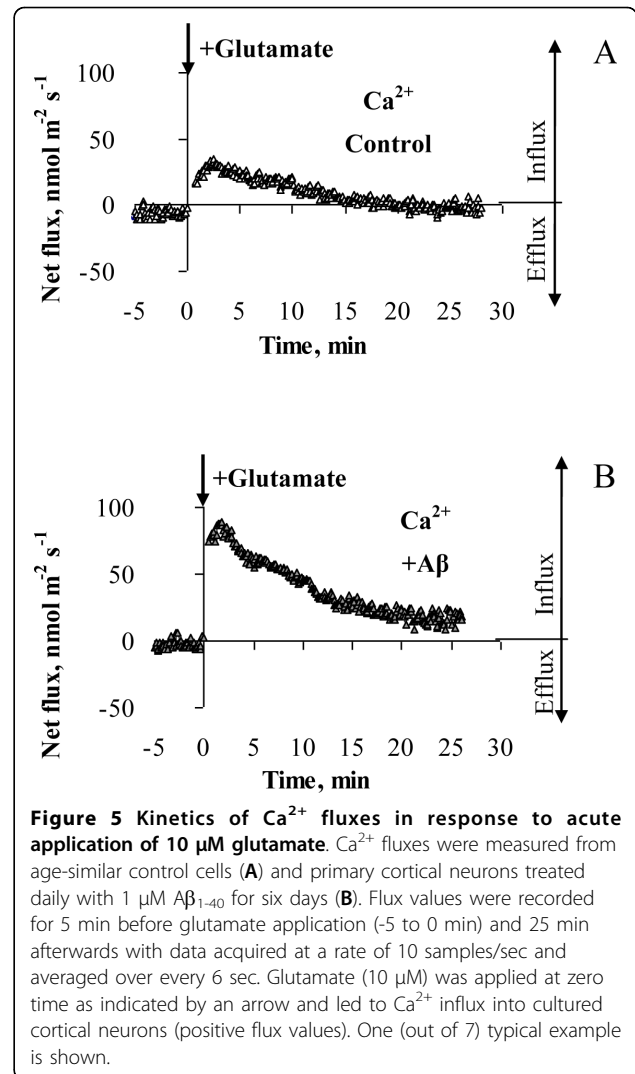 +Glutamate
A
100
Ca²⁺
Control
50
0
-50
Net flux, nmol m⁻² s⁻¹
Influx
Efflux
-5 0 5 10 15 20 25 30
Time, min
+Glutamate
B
100
Ca²⁺
+Aβ
50
0
-50
Net flux, nmol m⁻² s⁻¹
Influx
Efflux
-5 0 5 10 15 20 25 30
Time, min
Figure 5 Kinetics of Ca²⁺ fluxes in response to acute
application of 10 μM glutamate. Ca²⁺ fluxes were measured from
age-similar control cells (A) and primary cortical neurons treated
daily with 1 μM Aβ₁₋₄₀ for six days (B). Flux values were recorded
for 5 min before glutamate application (-5 to 0 min) and 25 min
afterwards with data acquired at a rate of 10 samples/sec and
averaged over every 6 sec. Glutamate (10 μM) was applied at zero
time as indicated by an arrow and led to Ca²⁺ influx into cultured
cortical neurons (positive flux values). One (out of 7) typical example
is shown.